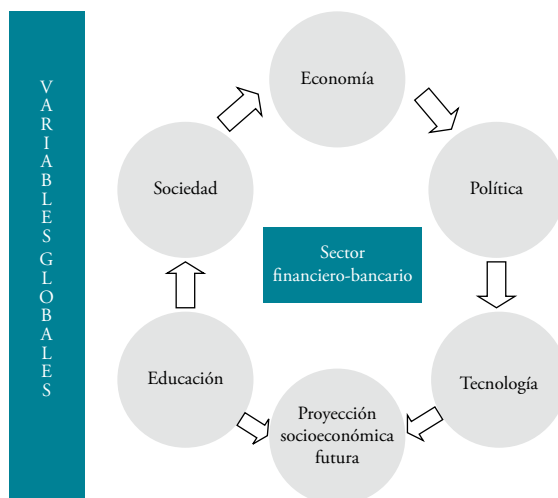 VARIABLES GLOBALES
Economía
Sociedad
Política
Sector
financiero-bancario
Educación
Tecnología
Proyección
socioeconómica
futura